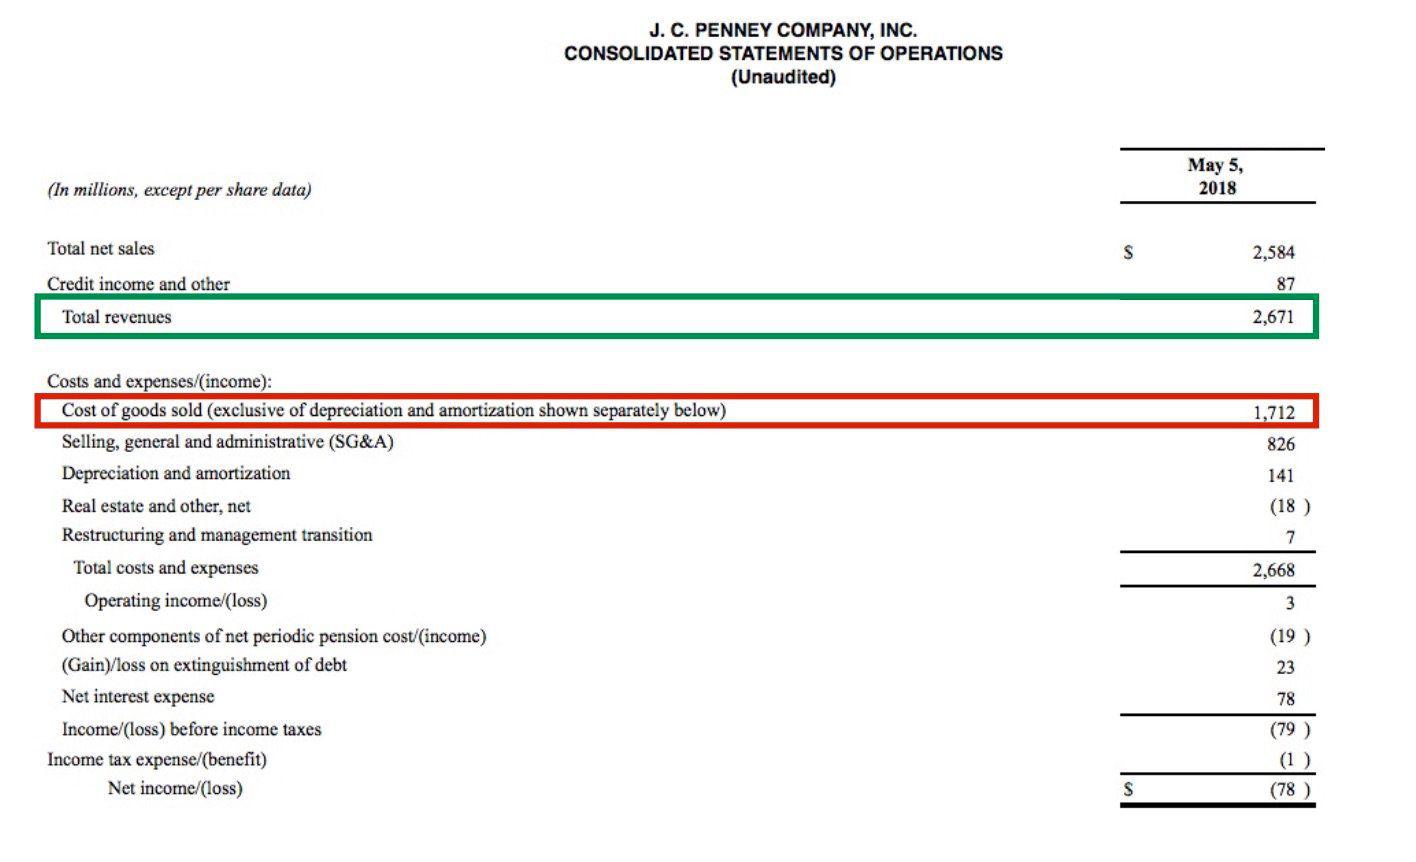 J. C. PENNEY COMPANY, INC.
CONSOLIDATED STATEMENTS OF OPERATIONS
(Unaudited)
May 5,
2018
(In millions, except per share data)
Total net sales $ 2,584
Credit income and other 87
Total revenues 2,671
Costs and expenses/(income):
Cost of goods sold (exclusive of depreciation and amortization shown separately below) 1,712
Selling, general and administrative (SG&A) 826
Depreciation and amortization 141
Real estate and other, net (18 )
Restructuring and management transition 7
Total costs and expenses 2,668
Operating income/(loss) 3
Other components of net periodic pension cost/(income) (19 )
(Gain)/loss on extinguishment of debt 23
Net interest expense 78
Income/(loss) before income taxes (79 )
Income tax expense/(benefit) (1 )
Net income/(loss) $ (78 )